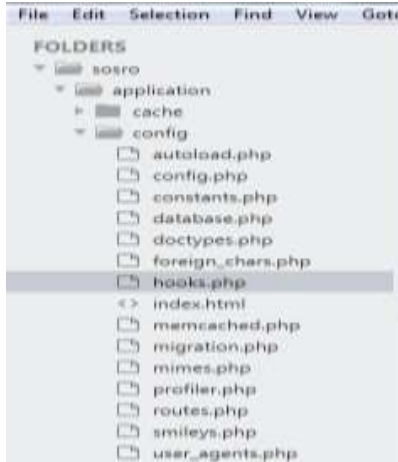 File Edit Selection Find View Goto
FOLDERS
sosro
application
cache
config
autoload.php
config.php
constants.php
database.php
doctypes.php
foreign_chars.php
hooks.php
index.html
memcached.php
migration.php
mimes.php
profiler.php
routes.php
smileys.php
user_agents.php